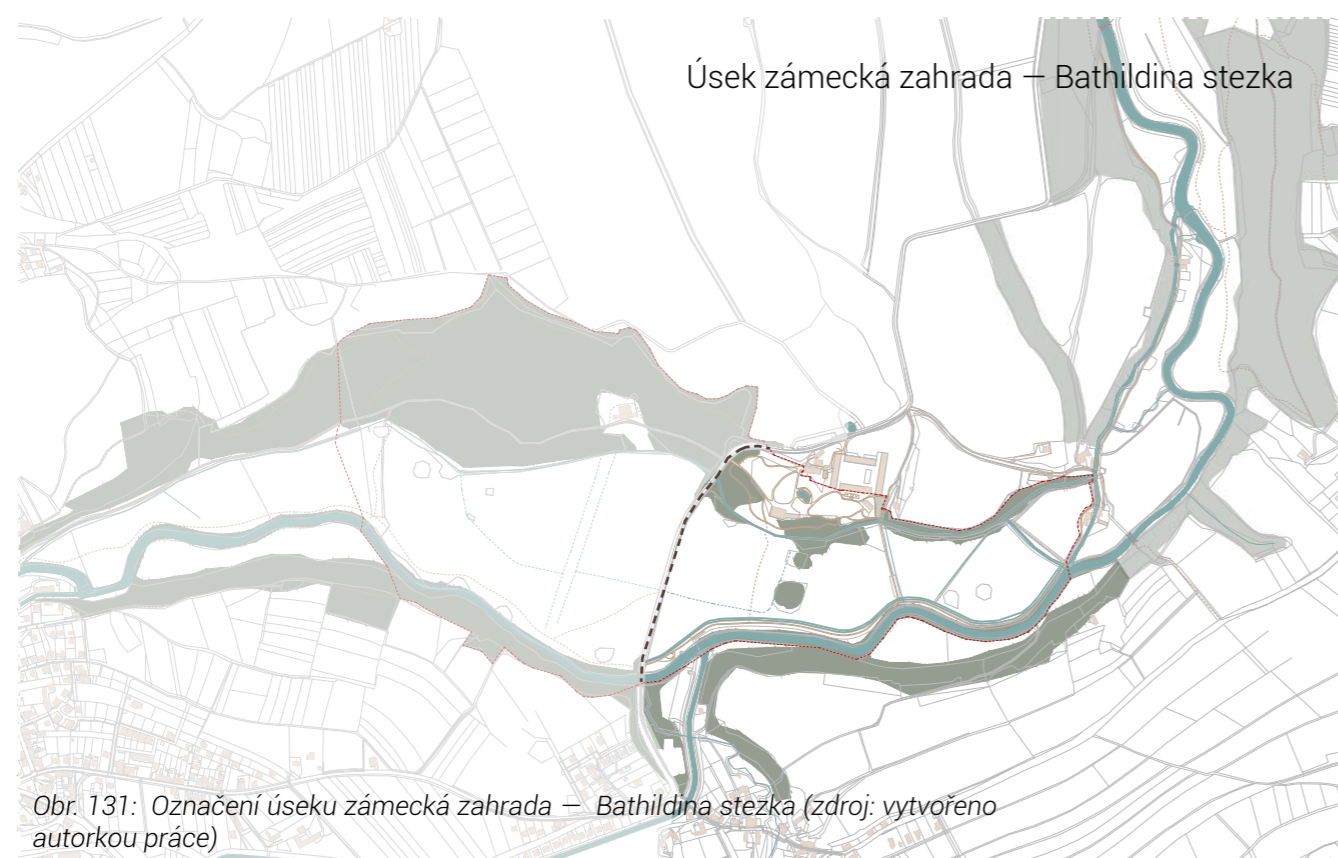 Úsek zámecká zahrada — Bathildina stezka
Obr. 131: Označení úseku zámecká zahrada — Bathildina stezka (zdroj: vytvořeno
autorkou práce)